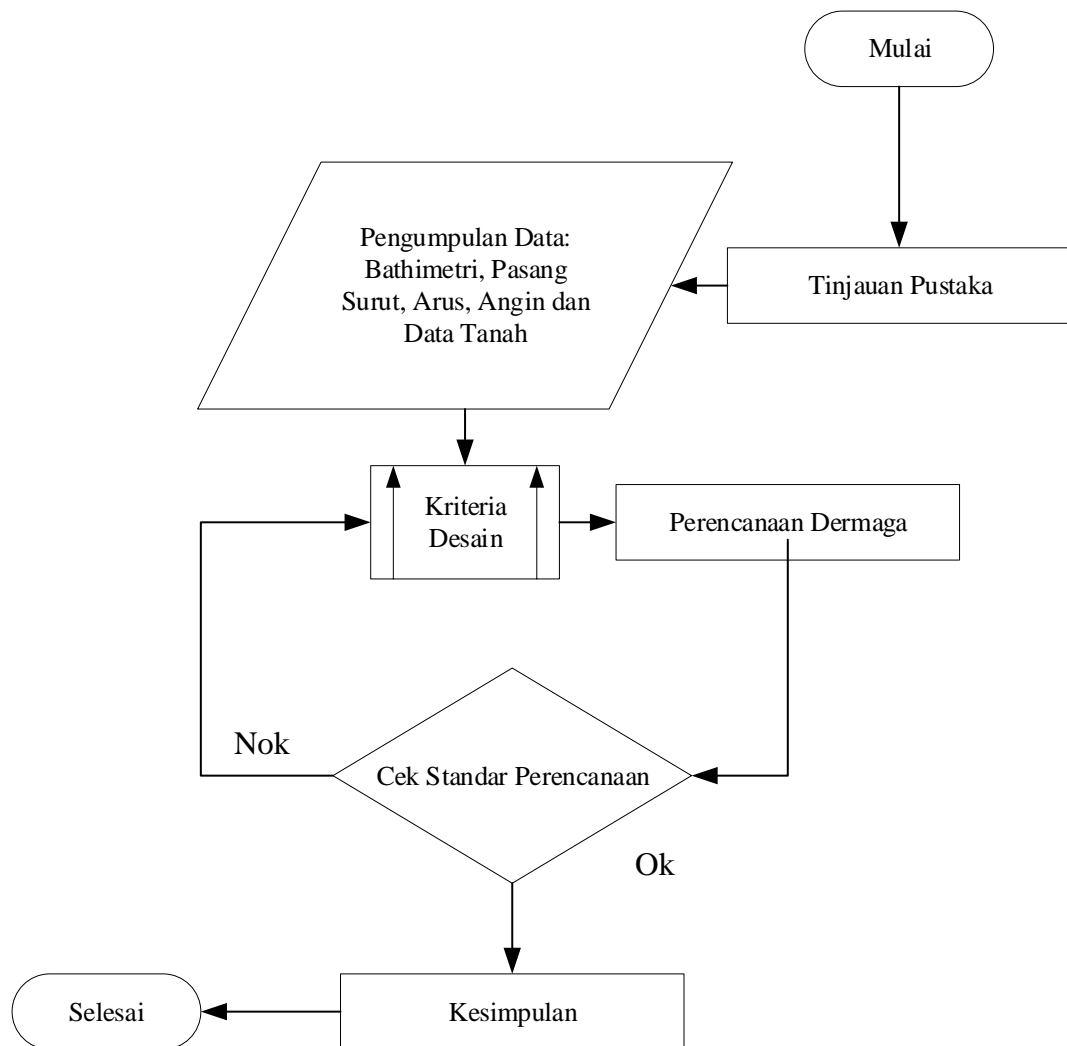 Mulai
Tinjauan Pustaka
Pengumpulan Data:
Bathimetri, Pasang
Surut, Arus, Angin dan
Data Tanah
Kriteria
Desain
Perencanaan Dermaga
Cek Standar Perencanaan
Nok
Ok
Kesimpulan
Selesai